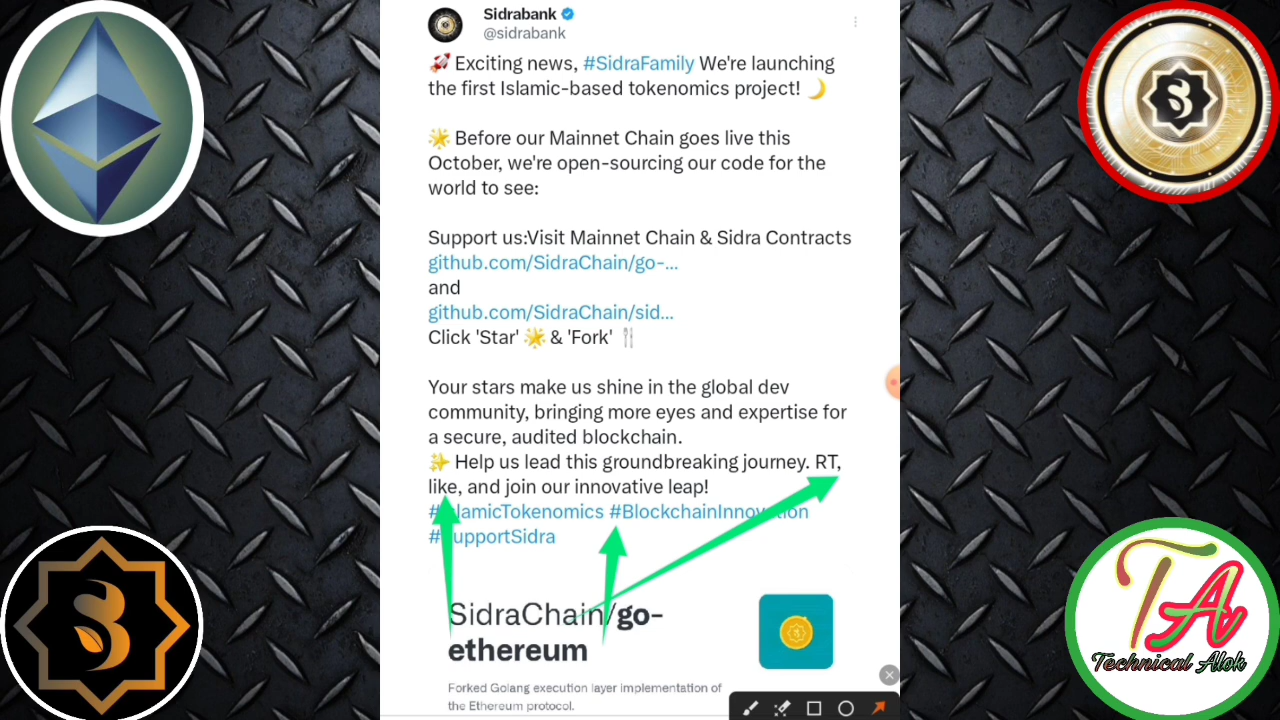 Sidrabank
@sidrabank
🚀 Exciting news, #SidraFamily We're launching
the first Islamic-based tokenomics project! 🌙
🌟 Before our Mainnet Chain goes live this
October, we're open-sourcing our code for the
world to see:
Support us:Visit Mainnet Chain & Sidra Contracts
github.com/SidraChain/go-...
and
github.com/SidraChain/sid...
Click 'Star' 🌟 & 'Fork' 🍴
Your stars make us shine in the global dev
community, bringing more eyes and expertise for
a secure, audited blockchain.
✨ Help us lead this groundbreaking journey. RT,
like, and join our innovative leap!
#IslamicTokenomics #BlockchainInnovation
#SupportSidra
SidraChain/go-
ethereum
Forked Golang execution layer implementation of
the Ethereum protocol.
TA
Technical Alok